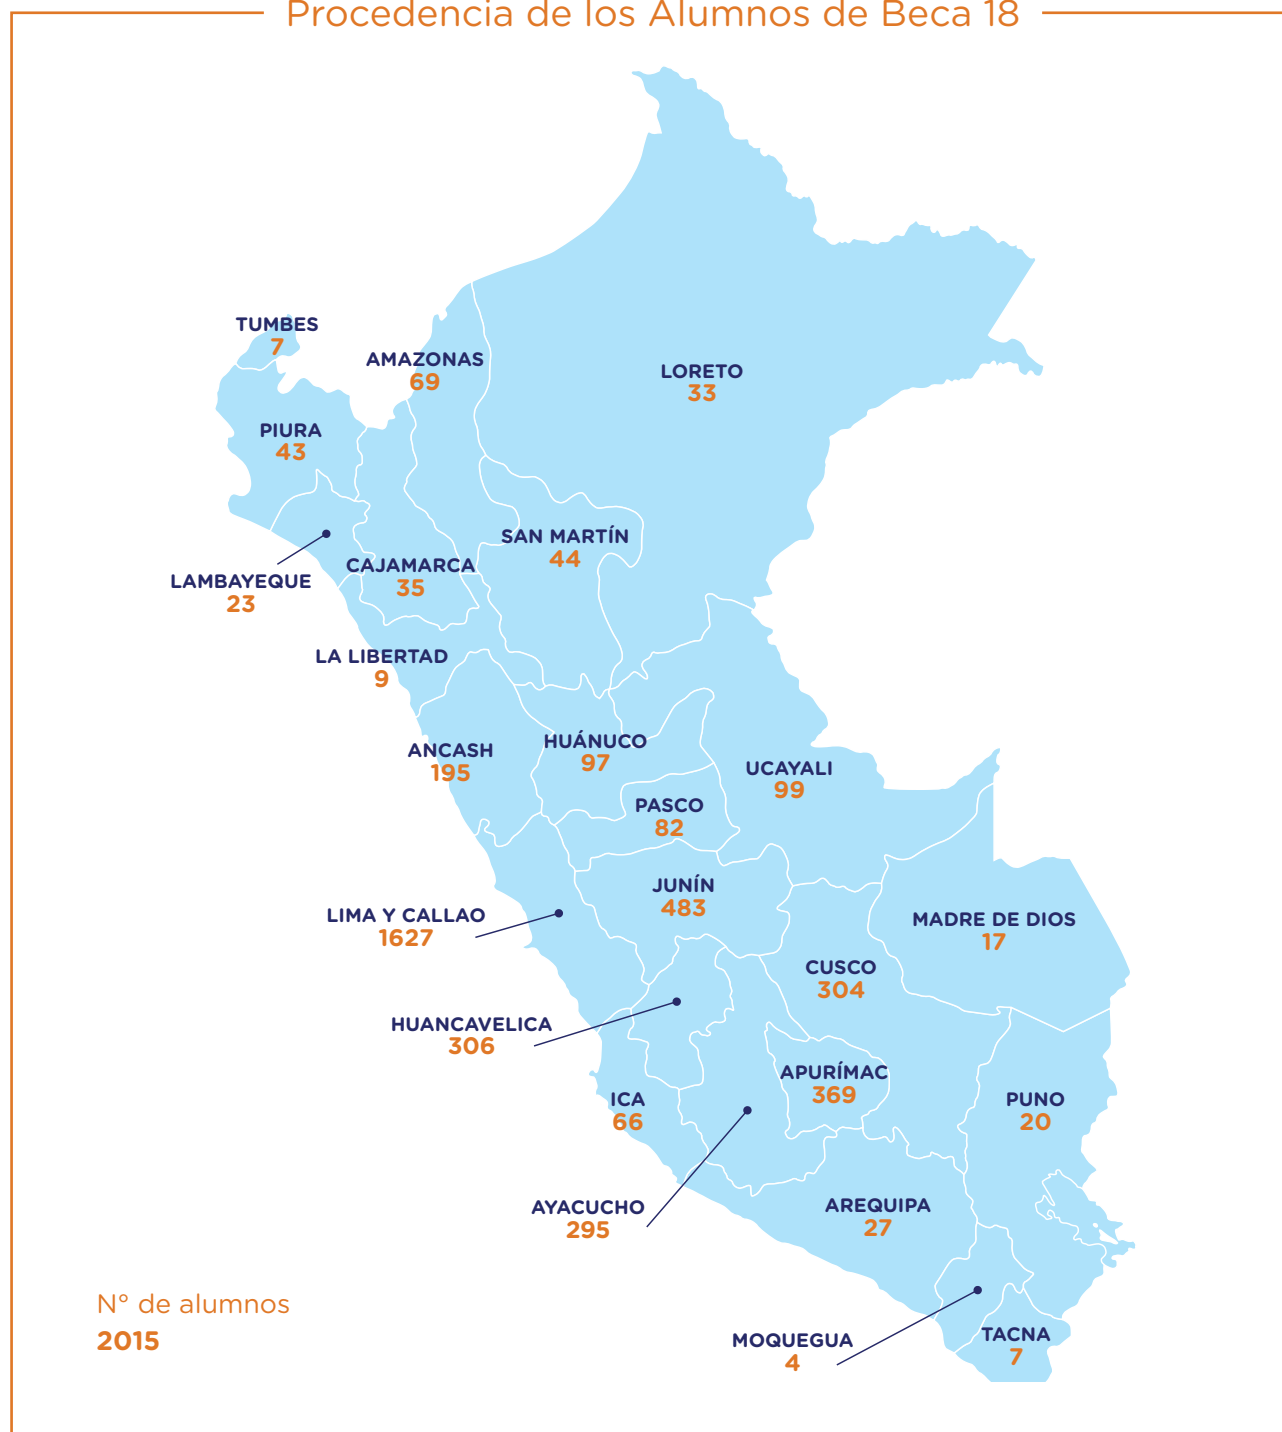 Procedencia de los Alumnos de Beca 18
TUMBES
7
AMAZONAS
69
LORETO
33
PIURA
43
SAN MARTÍN
44
CAJAMARCA
35
LAMBAYEQUE
23
LA LIBERTAD
9
ANCASH
195
HUÁNUCO
97
UCAYALI
99
PASCO
82
JUNÍN
483
LIMA Y CALLAO
1627
MADRE DE DIOS
17
CUSCO
304
HUANCAVELICA
306
APURÍMAC
369
ICA
66
PUNO
20
AYACUCHO
295
AREQUIPA
27
N° de alumnos
2015
MOQUEGUA
4
TACNA
7